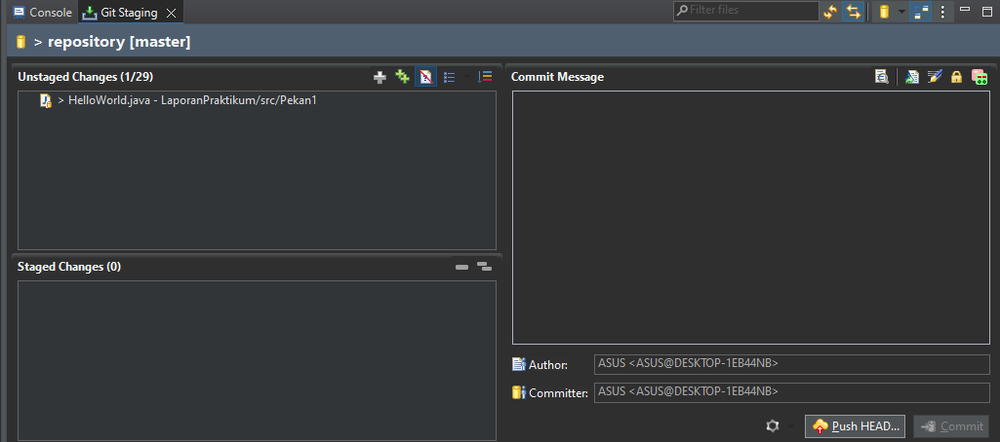 Console
Git Staging
Filter files
> repository [master]
Unstaged Changes (1/29)
> HelloWorld.java - LaporanPraktikum/src/Pekan1
Staged Changes (0)
Commit Message
Author:
ASUS <ASUS@DESKTOP-1EB44NB>
Committer:
ASUS <ASUS@DESKTOP-1EB44NB>
Push HEAD...
Commit